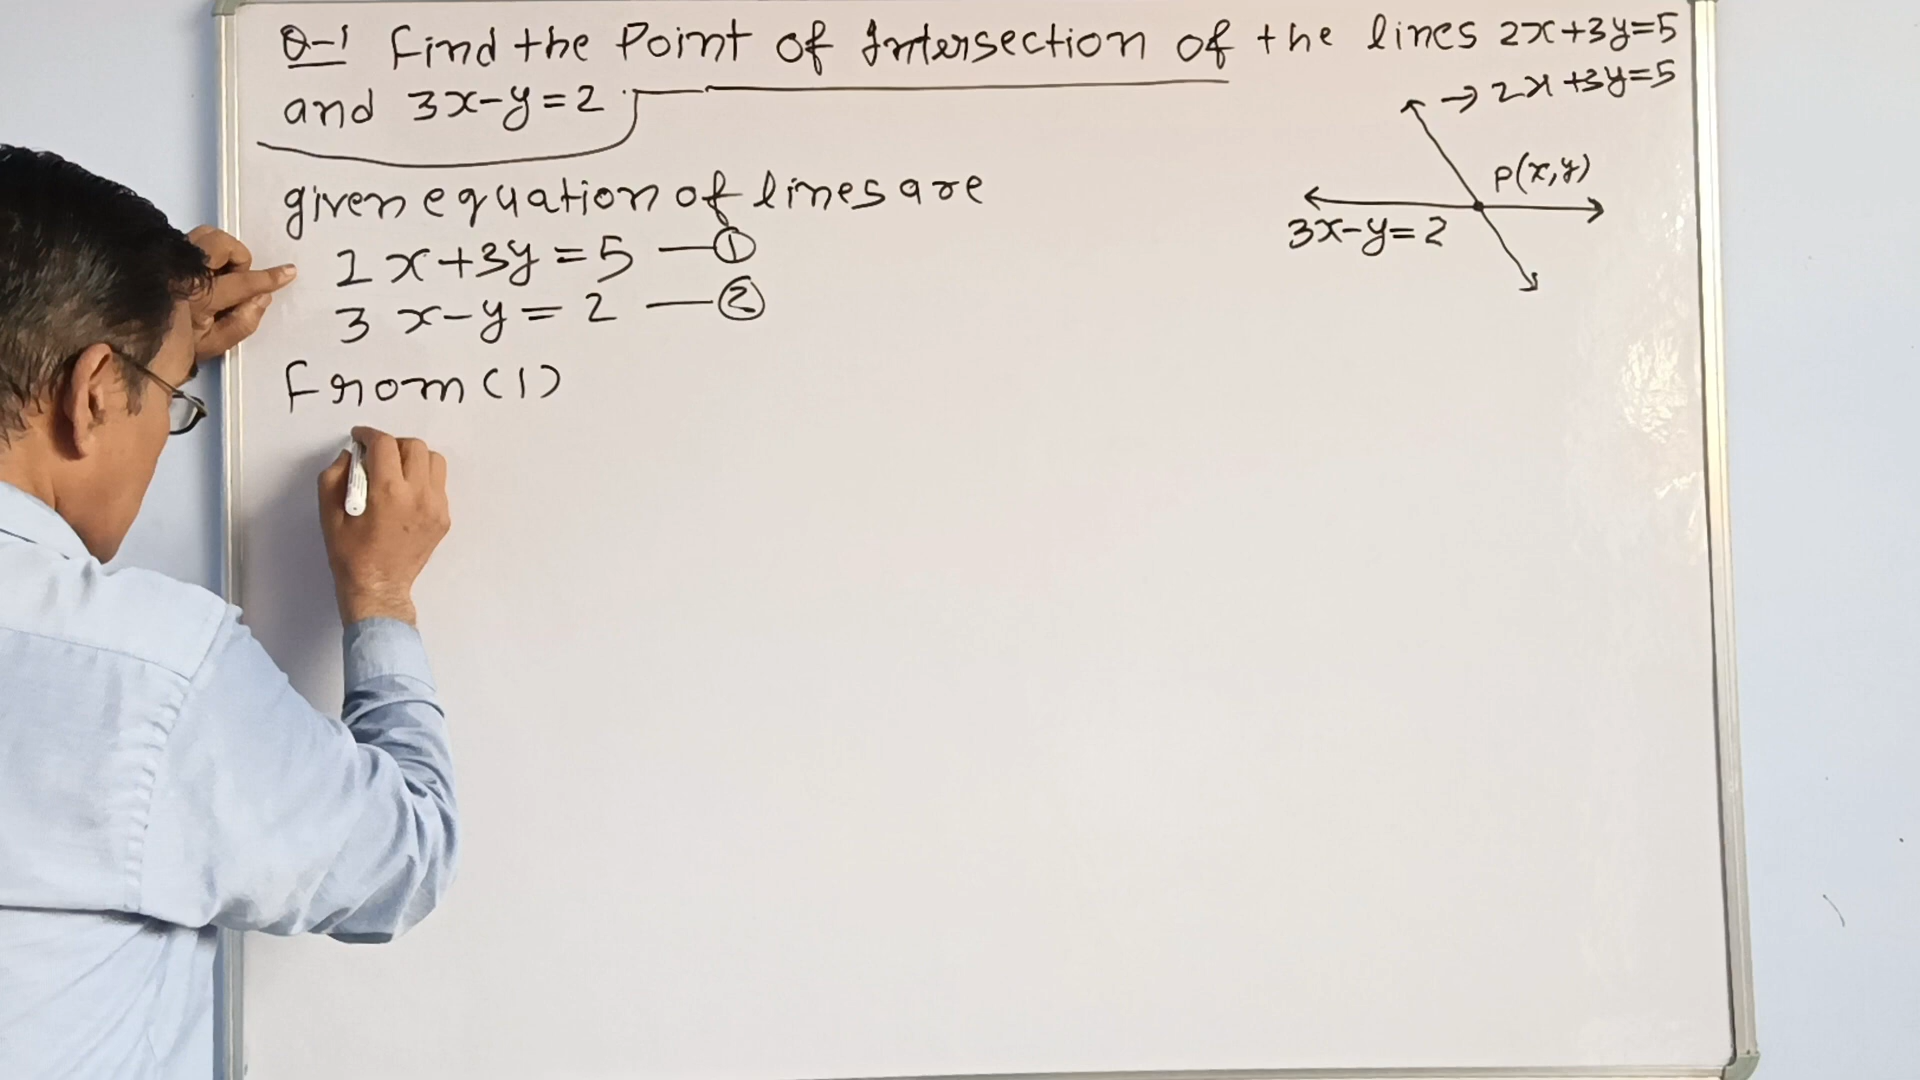 Q-1 Find the Point of Intersection of the lines 2x+3y=5
and 3x-y=2
→ 2x+3y=5
P(x,y)
3x-y=2
given equation of lines are
2x+3y=5 —①
3x-y=2 —②
From (1)